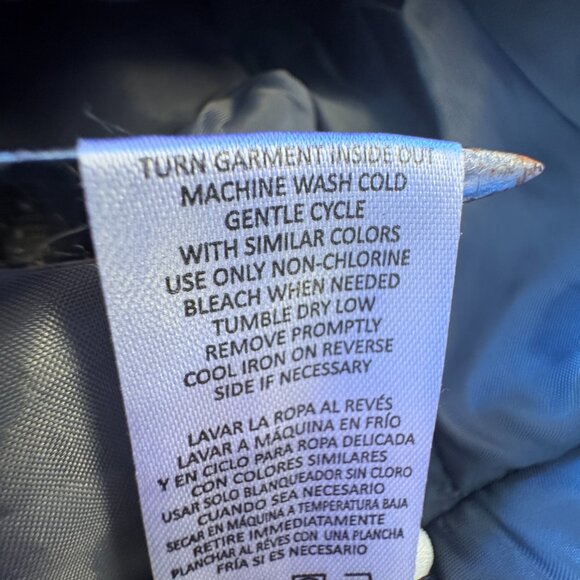 TURN GARMENT INSIDE OUT
MACHINE WASH COLD
GENTLE CYCLE
WITH SIMILAR COLORS
USE ONLY NON-CHLORINE
BLEACH WHEN NEEDED
TUMBLE DRY LOW
REMOVE PROMPTLY
COOL IRON ON REVERSE
SIDE IF NECESSARY
LAVAR LA ROPA AL REVÉS
LAVAR A MÁQUINA EN FRÍO
Y EN CICLO PARA ROPA DELICADA
CON COLORES SIMILARES
USAR SOLO BLANQUEADOR SIN CLORO
CUANDO SEA NECESARIO
SECAR EN MÁQUINA A TEMPERATURA BAJA
RETIRE IMMEDIATAMENTE
PLANCHAR AL RÉVES CON UNA PLANCHA
FRÍA SI ES NECESARIO